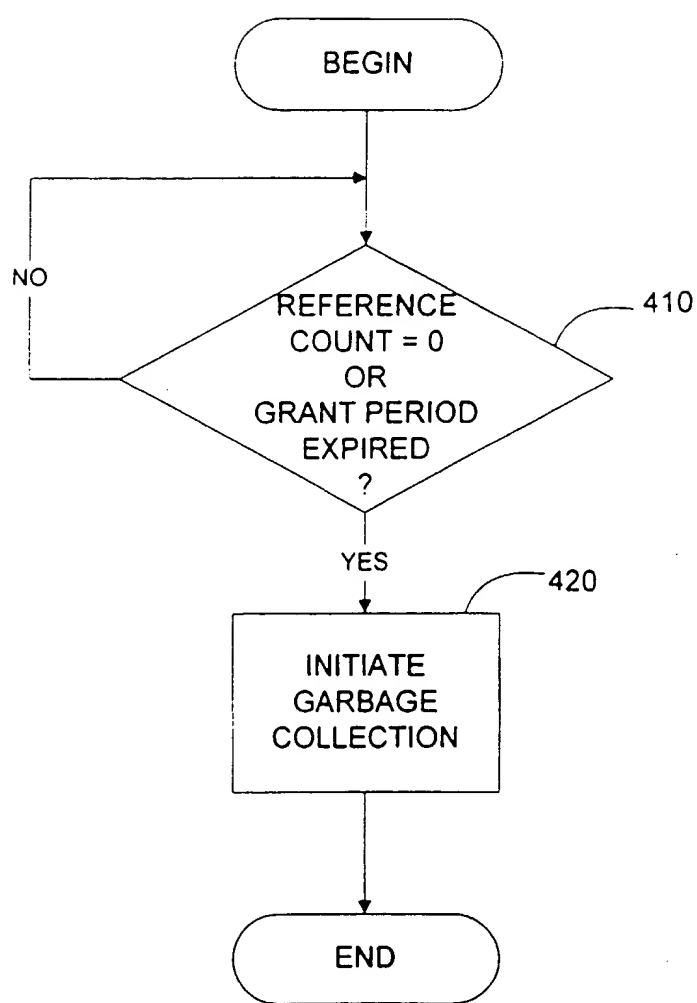 BEGIN
NO
REFERENCE
COUNT = 0
OR
GRANT PERIOD
EXPIRED
?
410
YES
420
INITIATE
GARBAGE
COLLECTION
END